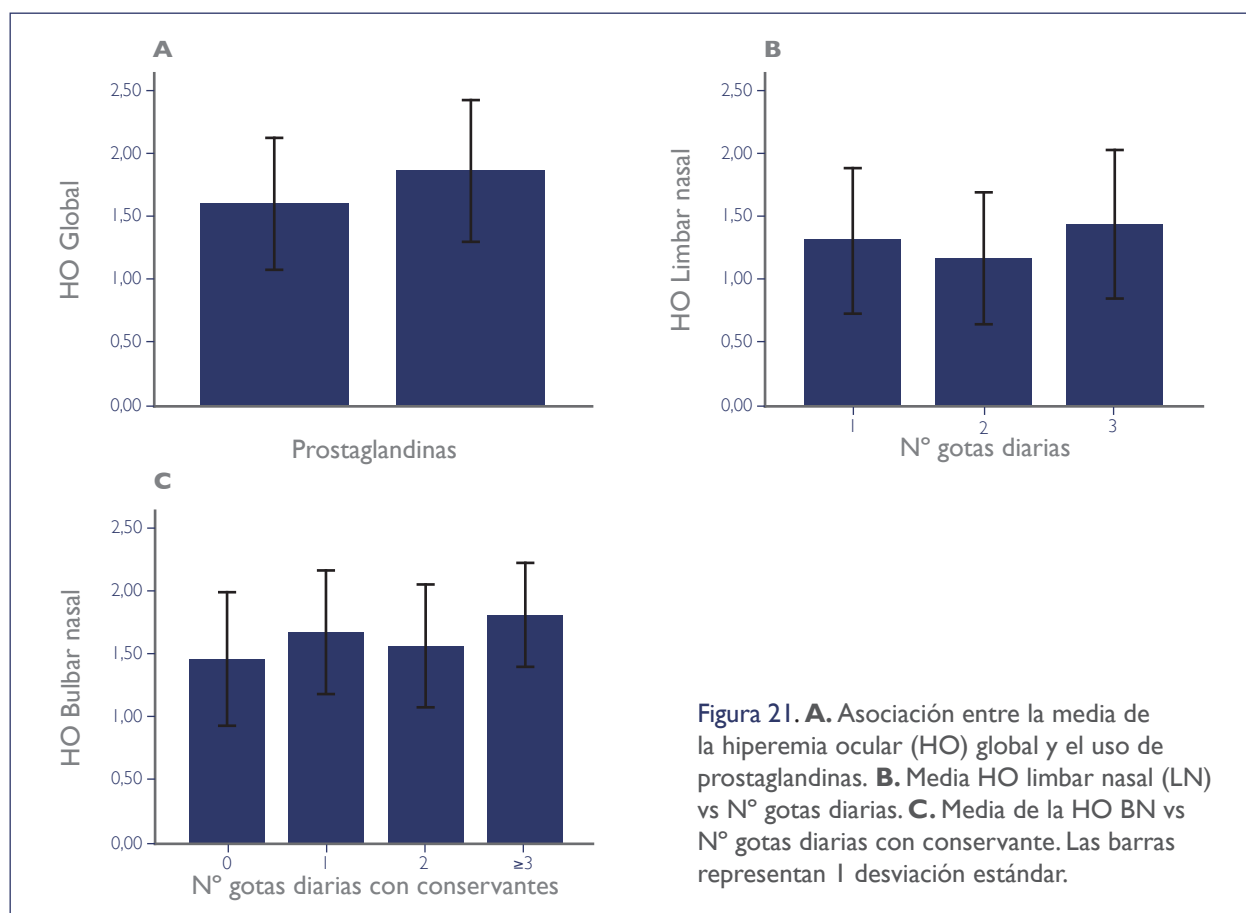 A
2,50
2,00
1,50
1,00
0,50
0,00
HO Global
Prostaglandinas
B
2,50
2,00
1,50
1,00
0,50
0,00
HO Limbar nasal
1 2 3
Nº gotas diarias
C
2,50
2,00
1,50
1,00
0,50
0,00
HO Bulbar nasal
0 1 2 ≥3
Nº gotas diarias con conservantes
Figura 21. A. Asociación entre la media de
la hiperemia ocular (HO) global y el uso de
prostaglandinas. B. Media HO limbar nasal (LN)
vs Nº gotas diarias. C. Media de la HO BN vs
Nº gotas diarias con conservante. Las barras
representan 1 desviación estándar.